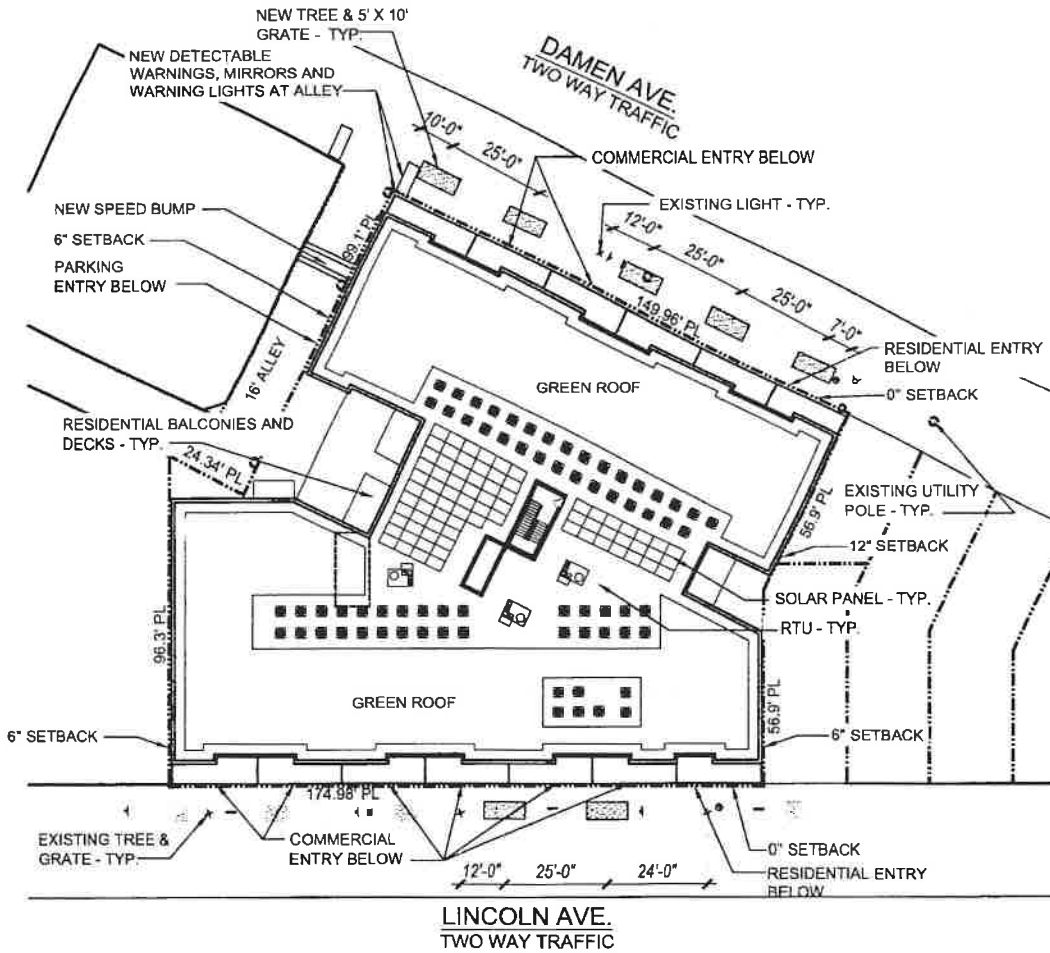 NEW TREE & 5' X 10'
GRATE - TYP.
NEW DETECTABLE
WARNINGS, MIRRORS AND
WARNING LIGHTS AT ALLEY
DAMEN AVE.
TWO WAY TRAFFIC
10'-0"
25'-0"
COMMERCIAL ENTRY BELOW
EXISTING LIGHT - TYP.
12'-0"
25'-0"
25'-0"
7'-0"
NEW SPEED BUMP
6" SETBACK
PARKING
ENTRY BELOW
99.1' PL
149.96' PL
RESIDENTIAL ENTRY
BELOW
0" SETBACK
16' ALLEY
GREEN ROOF
RESIDENTIAL BALCONIES AND
DECKS - TYP.
24.34' PL
EXISTING UTILITY
POLE - TYP.
56.9' PL
12" SETBACK
SOLAR PANEL - TYP.
RTU - TYP.
96.3' PL
GREEN ROOF
56.9' PL
6" SETBACK
6" SETBACK
174.98' PL
EXISTING TREE &
GRATE - TYP.
COMMERCIAL
ENTRY BELOW
0" SETBACK
RESIDENTIAL ENTRY
BELOW
12'-0"
25'-0"
24'-0"
LINCOLN AVE.
TWO WAY TRAFFIC